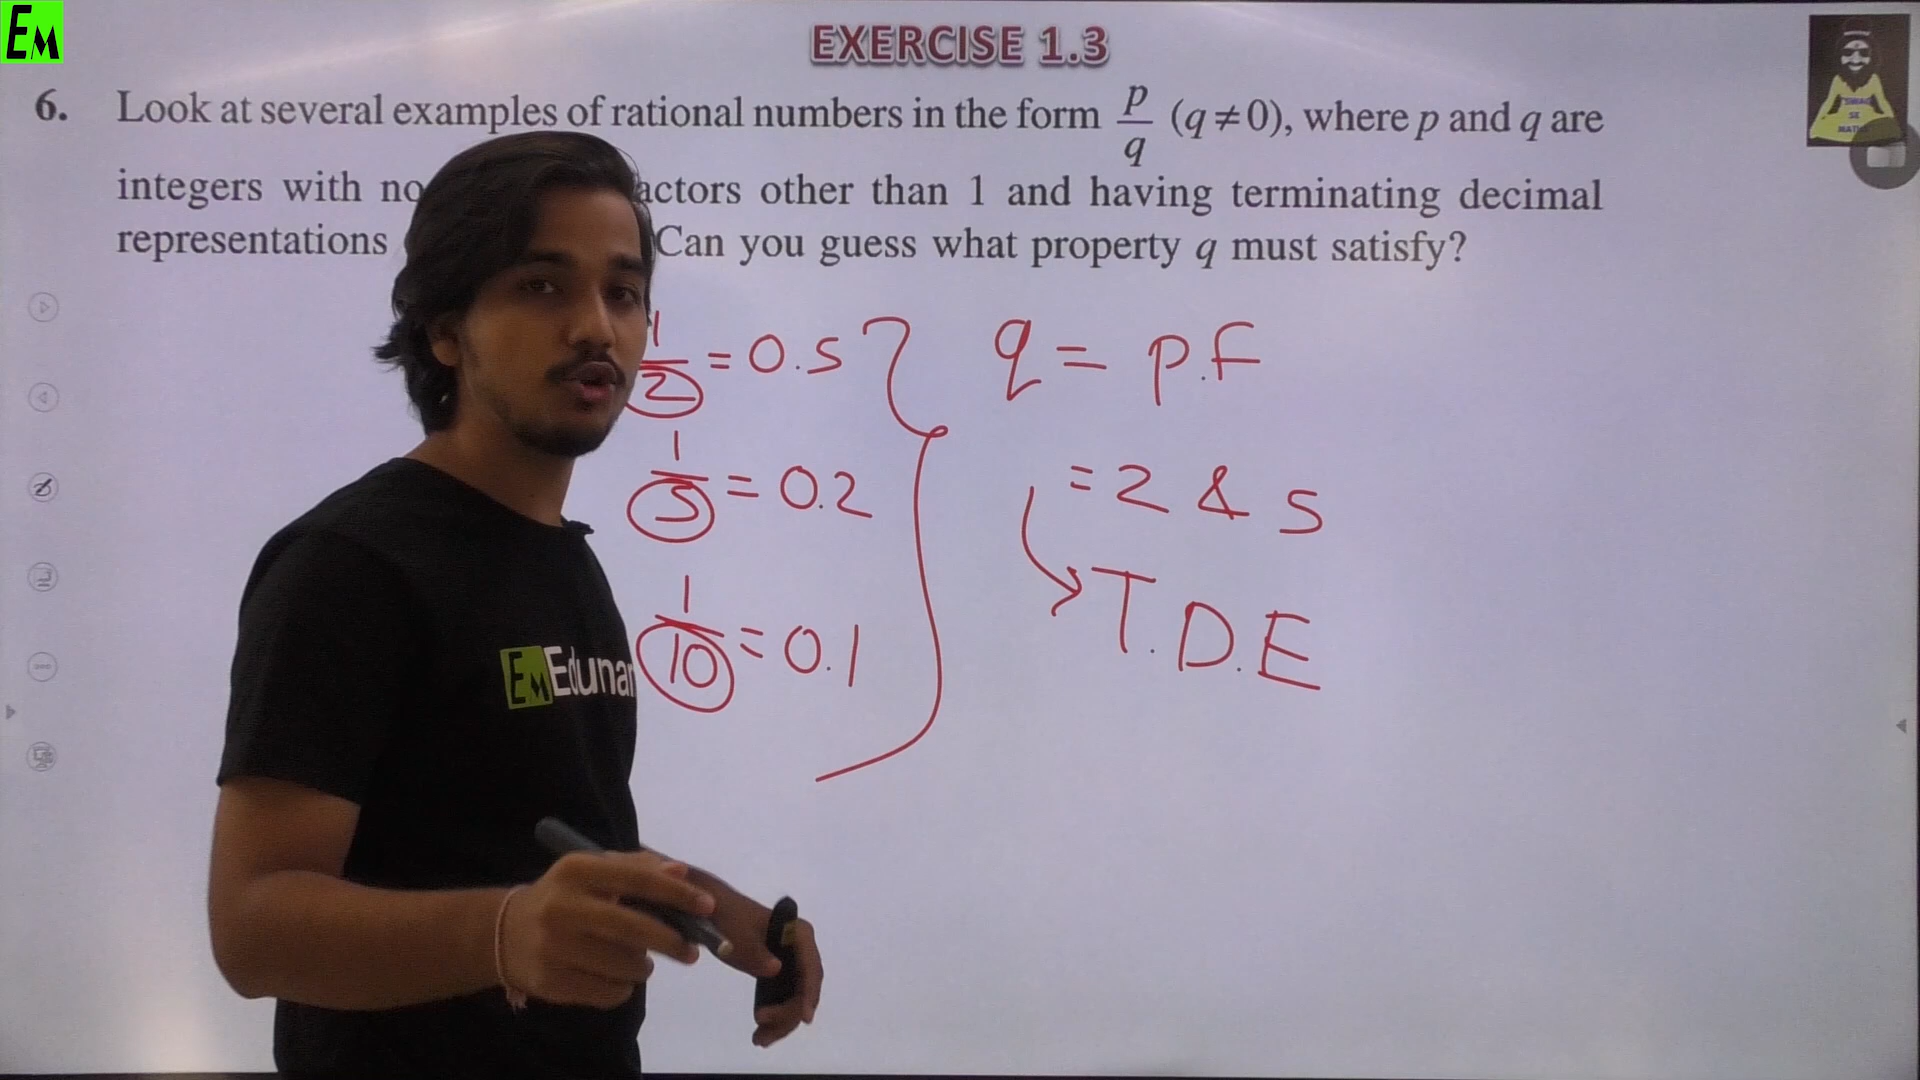 EM
EXERCISE 1.3
6. Look at several examples of rational numbers in the form p/q (q ≠ 0), where p and q are
integers with no actors other than 1 and having terminating decimal
representations Can you guess what property q must satisfy?
1/2 = 0.5
q = P.F
1/5 = 0.2
= 2 & 5
T.D.E
1/10 = 0.1
EM Edunar